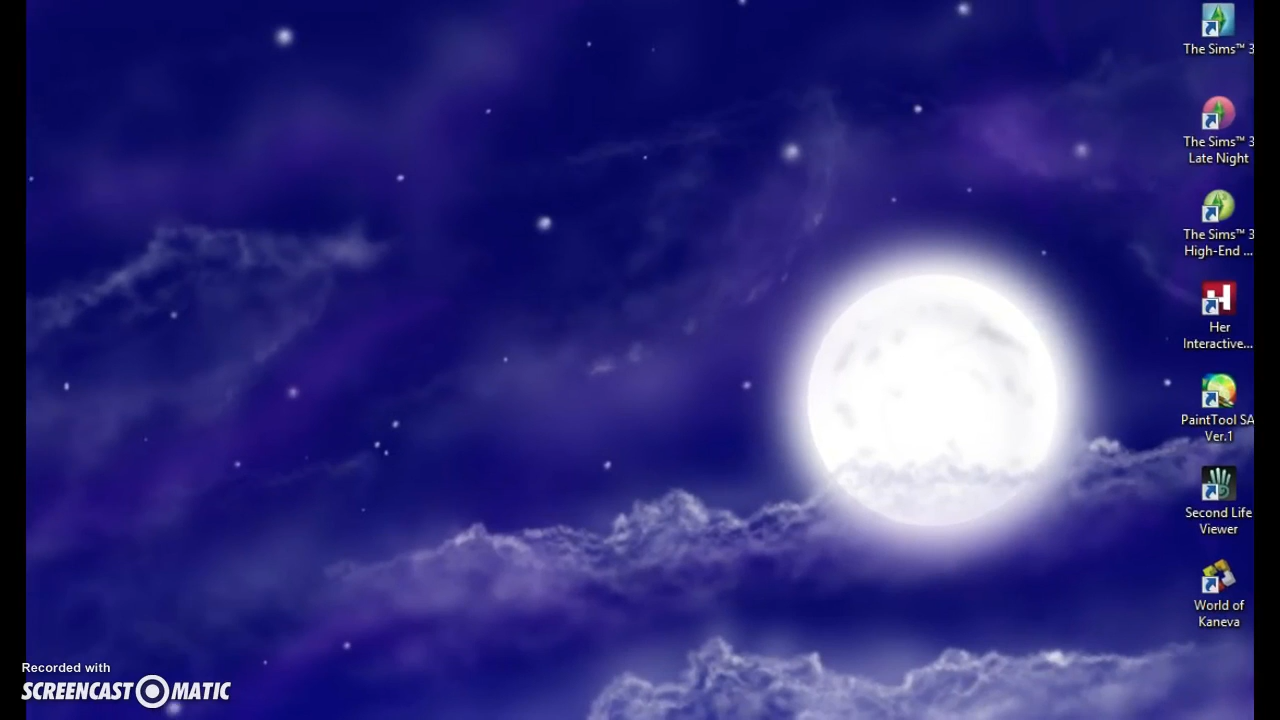 The Sims™ 3
The Sims™ 3
Late Night
The Sims™ 3
High-End ...
Her
Interactive...
PaintTool SA
Ver.1
Second Life
Viewer
World of
Kaneva
Recorded with
SCREENCAST MATIC